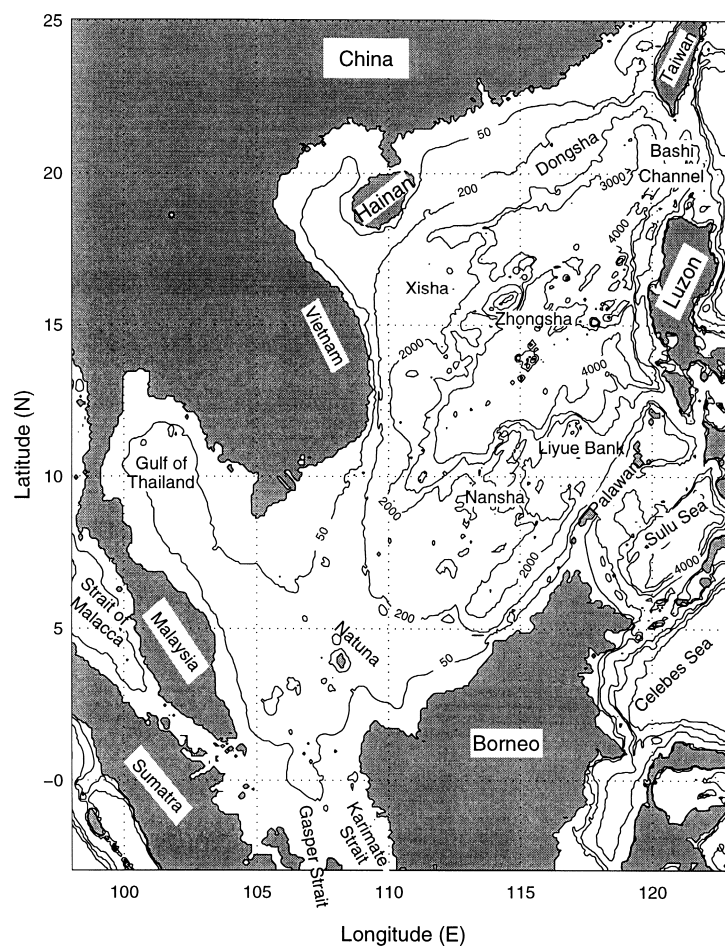 25
China
Taiwan
50
Dongsha
Bashi
Channel
20
200
3000
Hainan
4000
Xisha
Luzon
Zhongsha
15
Vietnam
2000
4000
Liyue Bank
Gulf of
Thailand
10
Palawan
Nansha
2000
Sulu Sea
50
2000
4000
Strait of
Malacca
200
Malaysia
5
Natuna
50
Celebes Sea
Borneo
Sumatra
−0
Gasper Strait
Karimate
Strait
100
105
110
115
120
Longitude (E)
Latitude (N)